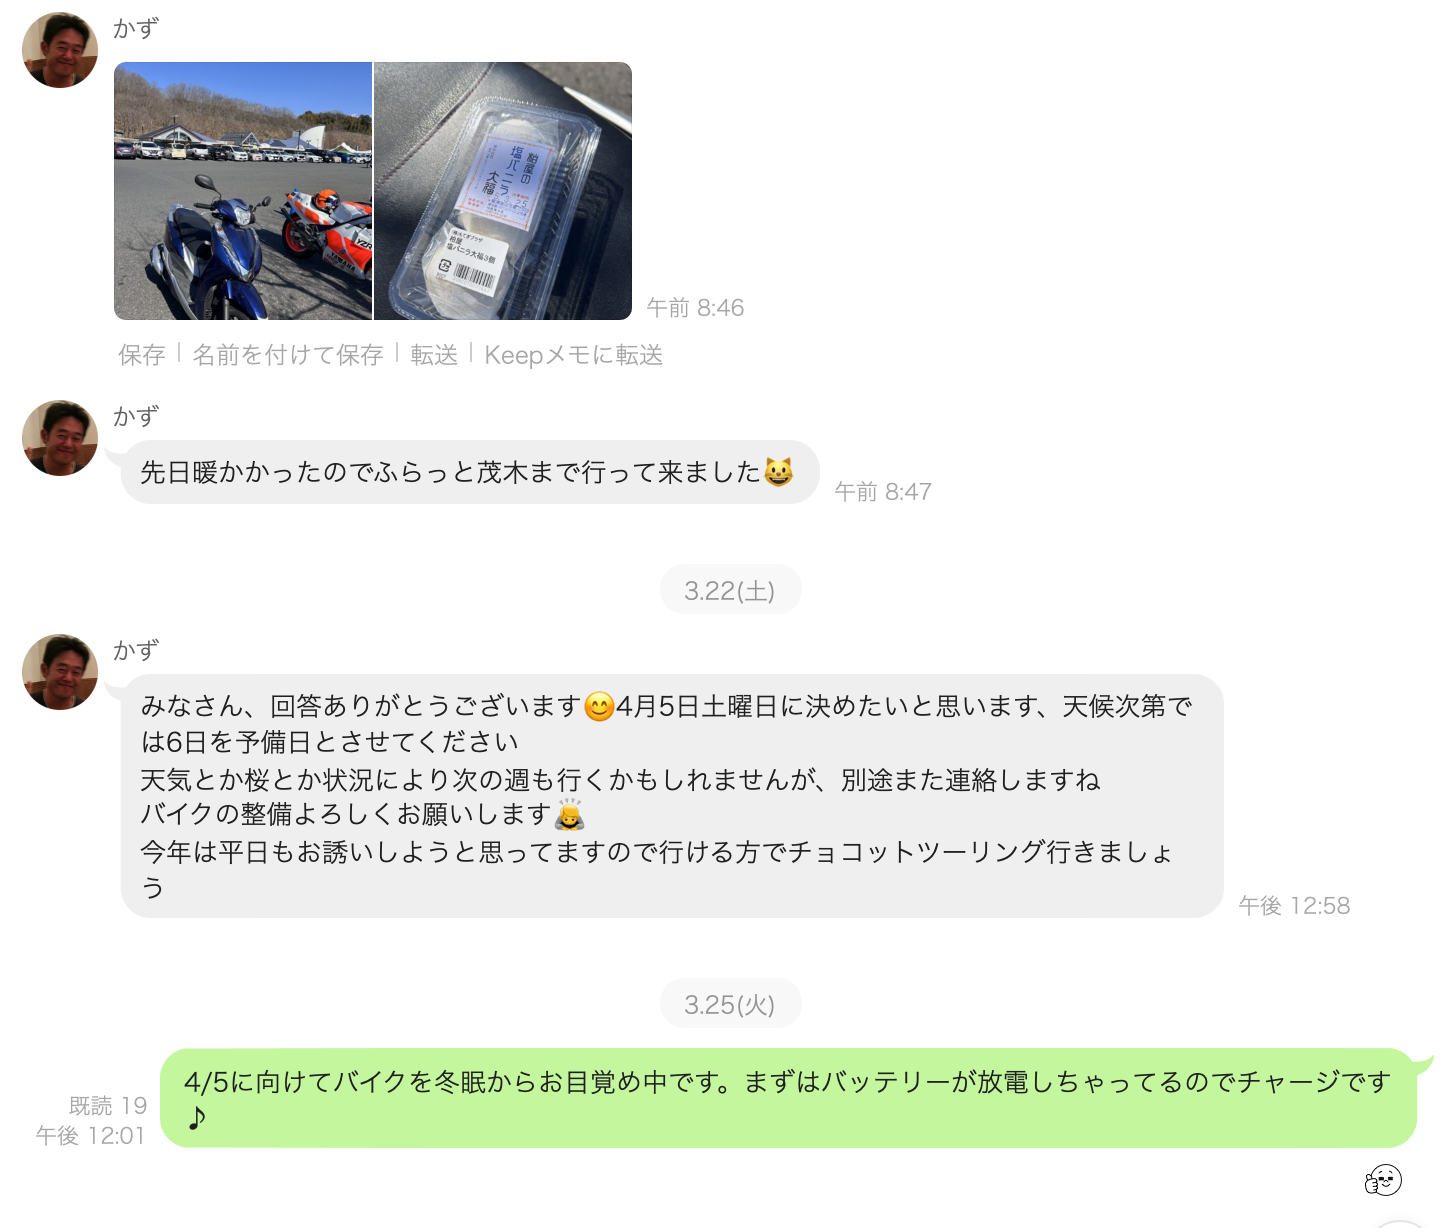 かず
YZR
YAMAHA
柏屋の
塩バニラ
大福
柏屋
塩バニラ大福3個
午前 8:46
保存 | 名前を付けて保存 | 転送 | Keepメモに転送
かず
先日暖かかったのでふらっと茂木まで行って来ました😺
午前 8:47
3.22(土)
かず
みなさん、回答ありがとうございます😊4月5日土曜日に決めたいと思います、天候次第で
は6日を予備日とさせてください
天気とか桜とか状況により次の週も行くかもしれませんが、別途また連絡しますね
バイクの整備よろしくお願いします🙇
今年は平日もお誘いしようと思ってますので行ける方でチョコットツーリング行きましょ
う
午後 12:58
3.25(火)
4/5に向けてバイクを冬眠からお目覚め中です。まずはバッテリーが放電しちゃってるのでチャージです
♪
既読 19
午後 12:01